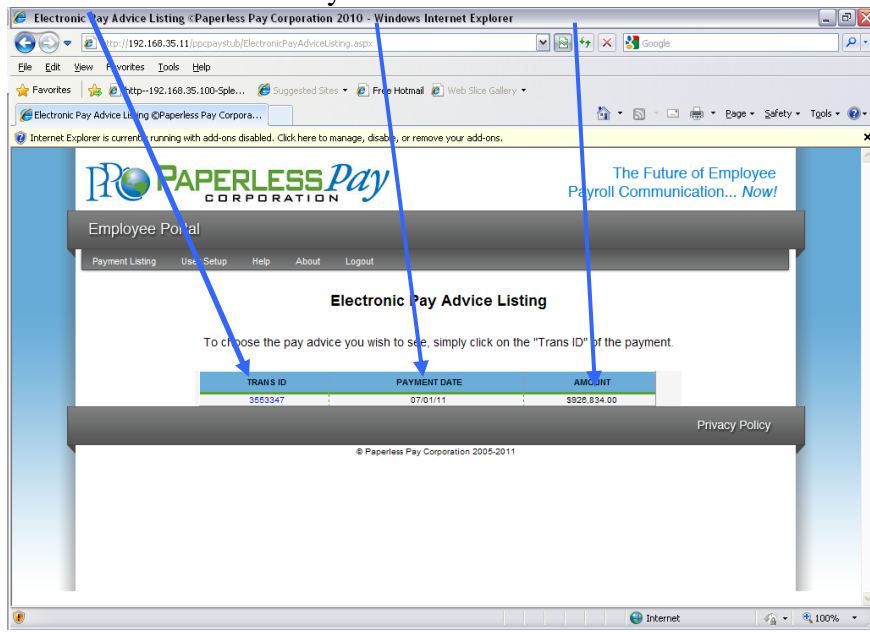 Electronic Pay Advice Listing ©Paperless Pay Corporation 2010 - Windows Internet Explorer
http://192.168.35.11/ppcpaystub/ElectronicPayAdviceListing.aspx
Google
File Edit View Favorites Tools Help
Favorites http--192.168.35.100-Sple... Suggested Sites Free Hotmail Web Slice Gallery
Electronic Pay Advice Listing ©Paperless Pay Corpora...
Page Safety Tools
Internet Explorer is currently running with add-ons disabled. Click here to manage, disable, or remove your add-ons.
PAPERLESS Pay
CORPORATION
The Future of Employee
Payroll Communication... Now!
Employee Portal
Payment Listing User Setup Help About Logout
Electronic Pay Advice Listing
To choose the pay advice you wish to see, simply click on the "Trans ID" of the payment.
TRANS ID PAYMENT DATE AMOUNT
3553347 07/01/11 $926,834.00
Privacy Policy
© Paperless Pay Corporation 2005-2011
Internet 100%